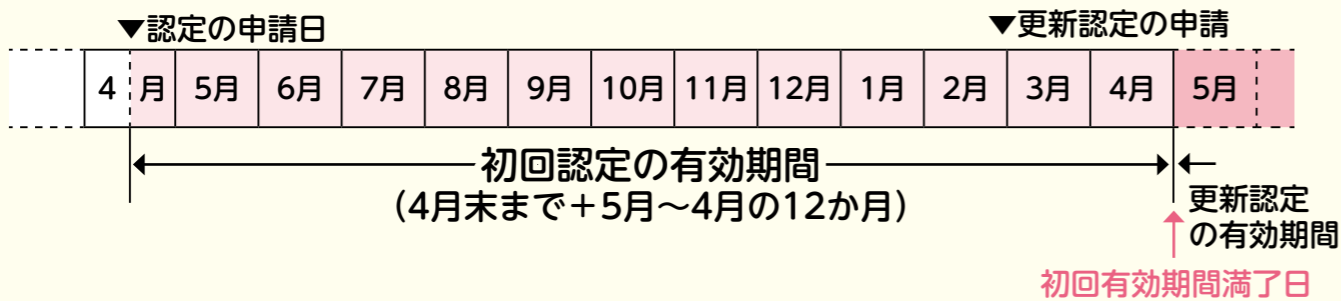 ▼認定の申請日 ▼更新認定の申請
4月 5月 6月 7月 8月 9月 10月 11月 12月 1月 2月 3月 4月 5月
初回認定の有効期間
(4月末まで＋5月〜4月の12か月)
更新認定
の有効期間
初回有効期間満了日